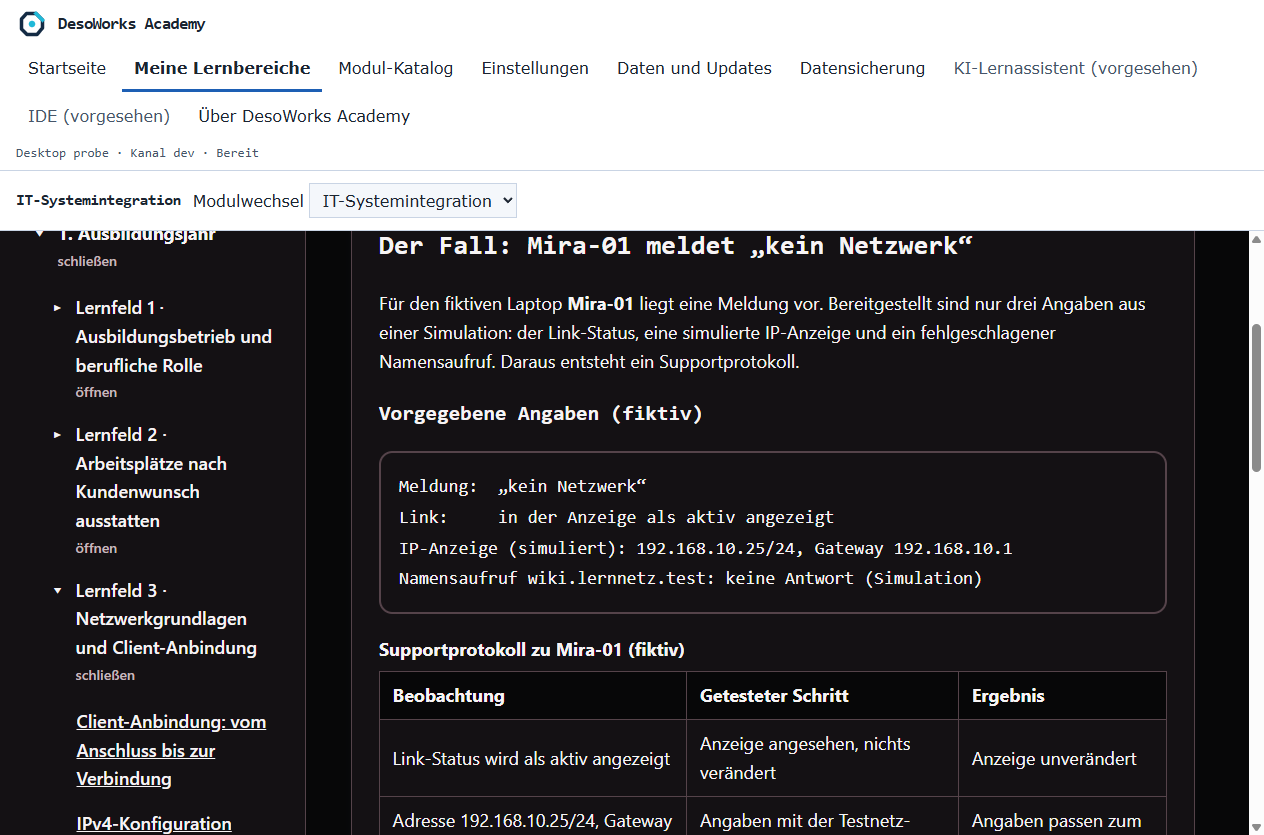 DesoWorks Academy
Startseite
Meine Lernbereiche
Modul-Katalog
Einstellungen
Daten und Updates
Datensicherung
KI-Lernassistent (vorgesehen)
IDE (vorgesehen)
Über DesoWorks Academy
Desktop probe · Kanal dev · Bereit
IT-Systemintegration
Modulwechsel
IT-Systemintegration
1. Ausbildungsjahr
schließen
▸ Lernfeld 1 ·
Ausbildungsbetrieb und
berufliche Rolle
öffnen
▸ Lernfeld 2 ·
Arbeitsplätze nach
Kundenwunsch
ausstatten
öffnen
▾ Lernfeld 3 ·
Netzwerkgrundlagen
und Client-Anbindung
schließen
Client-Anbindung: vom
Anschluss bis zur
Verbindung
IPv4-Konfiguration
Der Fall: Mira-01 meldet „kein Netzwerk“
Für den fiktiven Laptop Mira-01 liegt eine Meldung vor. Bereitgestellt sind nur drei Angaben aus
einer Simulation: der Link-Status, eine simulierte IP-Anzeige und ein fehlgeschlagener
Namensaufruf. Daraus entsteht ein Supportprotokoll.
Vorgegebene Angaben (fiktiv)
Meldung: „kein Netzwerk“
Link: in der Anzeige als aktiv angezeigt
IP-Anzeige (simuliert): 192.168.10.25/24, Gateway 192.168.10.1
Namensaufruf wiki.lernnetz.test: keine Antwort (Simulation)
Supportprotokoll zu Mira-01 (fiktiv)
Beobachtung
Getesteter Schritt
Ergebnis
Link-Status wird als aktiv angezeigt
Anzeige angesehen, nichts
verändert
Anzeige unverändert
Adresse 192.168.10.25/24, Gateway
Angaben mit der Testnetz-
Angaben passen zum